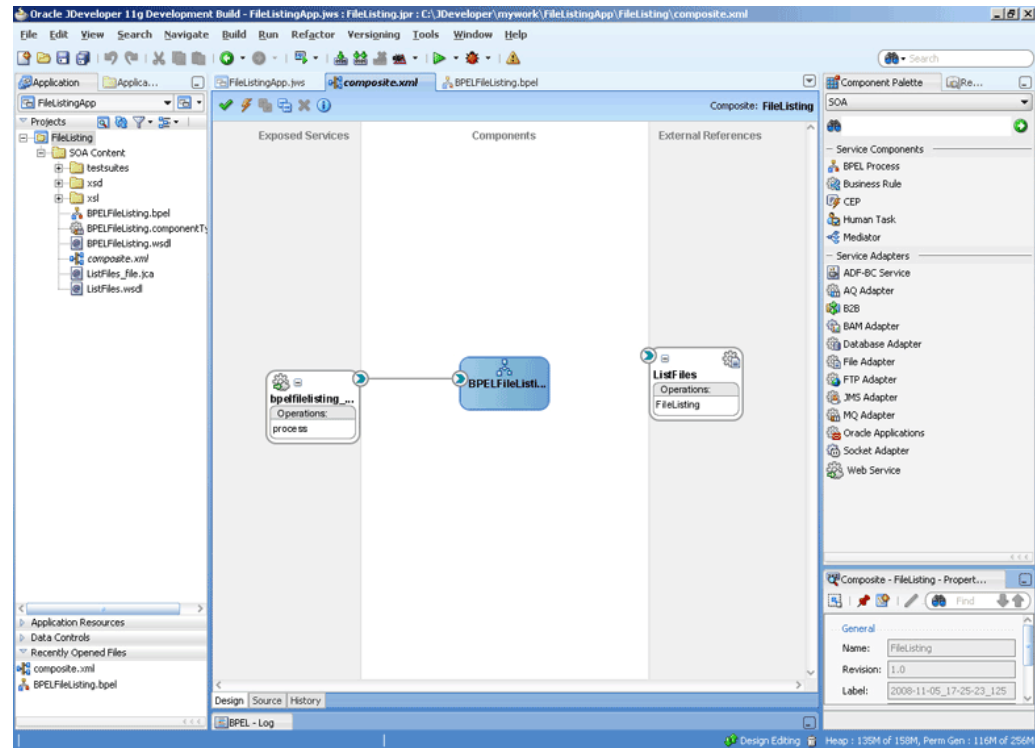 Oracle JDeveloper 11g Development Build - FileListingApp.jws : FileListing.jpr : C:\JDeveloper\mywork\FileListingApp\FileListing\composite.xml
File Edit View Search Navigate Build Run Refactor Versioning Tools Window Help
Search
Application Applica...
FileListingApp
Projects
FileListing
SOA Content
testsuites
xsd
xsl
BPELFileListing.bpel
BPELFileListing.componentTy
BPELFileListing.wsdl
composite.xml
ListFiles_file.jca
ListFiles.wsdl
Application Resources
Data Controls
Recently Opened Files
composite.xml
BPELFileListing.bpel
FileListingApp.jws composite.xml BPELFileListing.bpel
Composite: FileListing
Exposed Services Components External References
bpelfilelisting_...
Operations:
process
BPELFileListi...
ListFiles
Operations:
FileListing
Design Source History
BPEL - Log
Component Palette Re...
SOA
Service Components
BPEL Process
Business Rule
CEP
Human Task
Mediator
Service Adapters
ADF-BC Service
AQ Adapter
B2B
BAM Adapter
Database Adapter
File Adapter
FTP Adapter
JMS Adapter
MQ Adapter
Oracle Applications
Socket Adapter
Web Service
Composite - FileListing - Propert...
Find
General
Name: FileListing
Revision: 1.0
Label: 2008-11-05_17-25-23_125
Design Editing Heap : 135M of 158M, Perm Gen : 116M of 256M